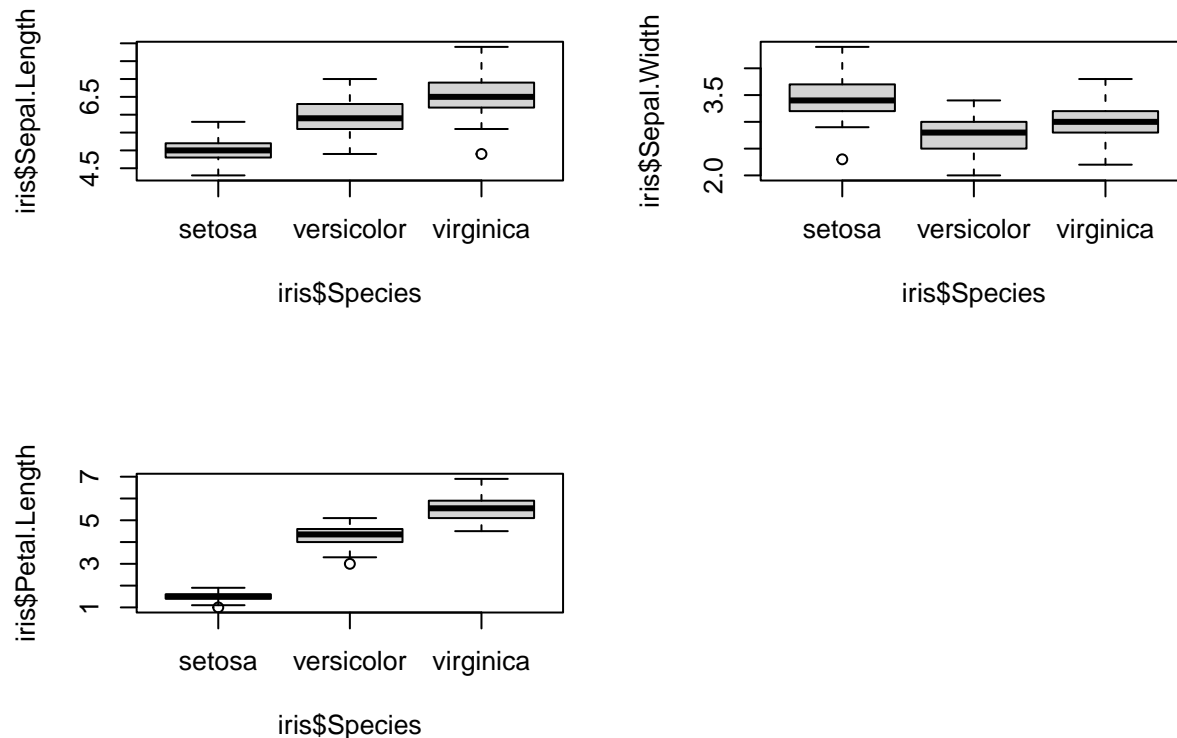 iris$Sepal.Length
6.5
4.5
setosa versicolor virginica
iris$Species
iris$Sepal.Width
3.5
2.0
setosa versicolor virginica
iris$Species
iris$Petal.Length
7
5
3
1
setosa versicolor virginica
iris$Species